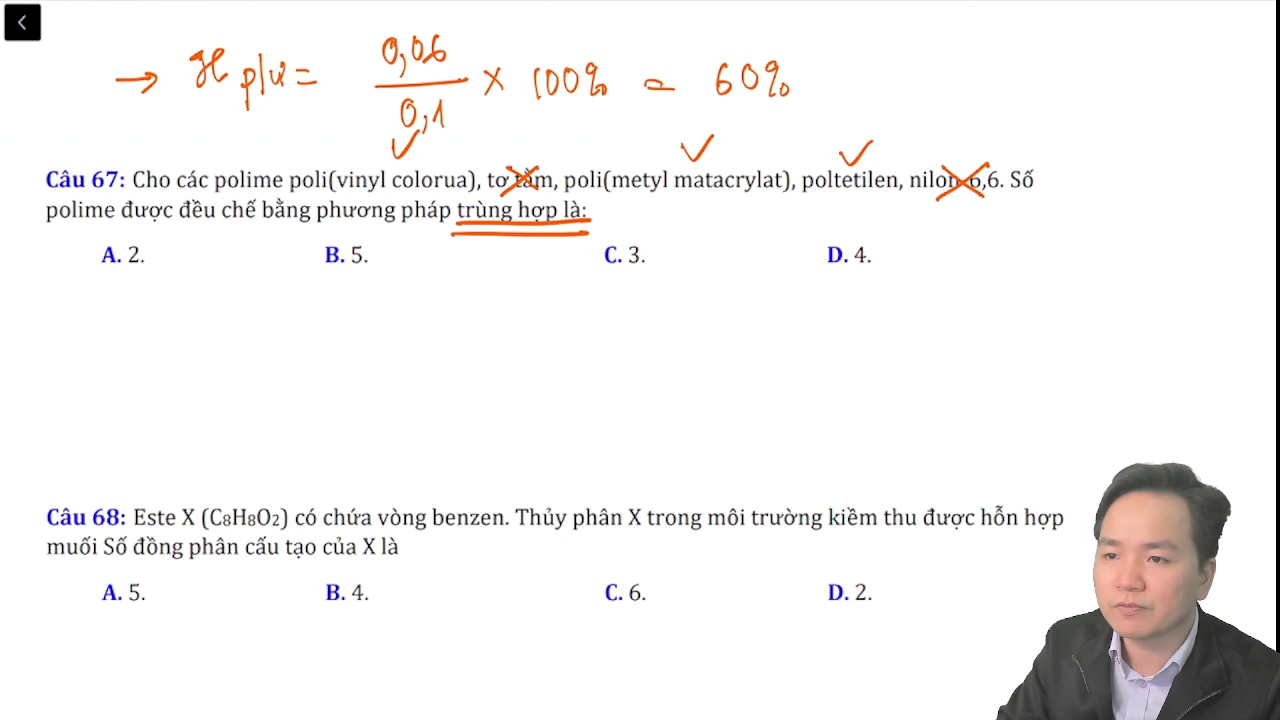 → H p/ư = 0,06 / 0,1 × 100% = 60%
Câu 67: Cho các polime poli(vinyl colorua), tơ tằm, poli(metyl matacrylat), poltetilen, nilon-6,6. Số
polime được đều chế bằng phương pháp trùng hợp là:
A. 2. B. 5. C. 3. D. 4.
Câu 68: Este X (C₈H₈O₂) có chứa vòng benzen. Thủy phân X trong môi trường kiềm thu được hỗn hợp
muối Số đồng phân cấu tạo của X là
A. 5. B. 4. C. 6. D. 2.